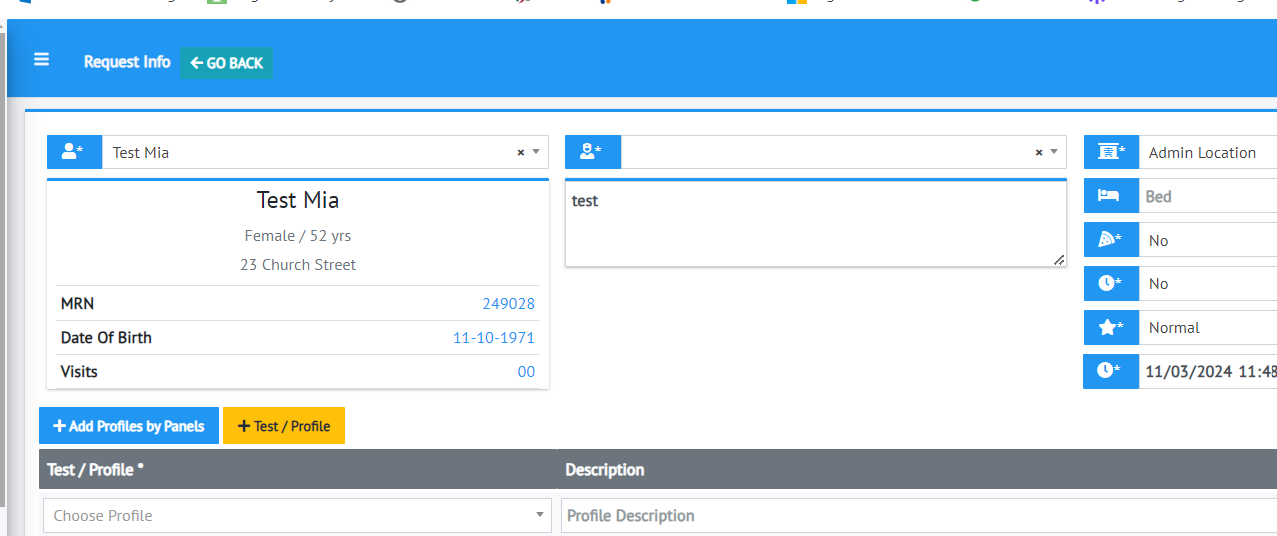 Request Info GO BACK
* Test Mia × * × * Admin Location
Test Mia
Female / 52 yrs
23 Church Street
MRN 249028
Date Of Birth 11-10-1971
Visits 00
test
Bed
* No
* No
* Normal
* 11/03/2024 11:48
+ Add Profiles by Panels + Test / Profile
Test / Profile * Description
Choose Profile Profile Description